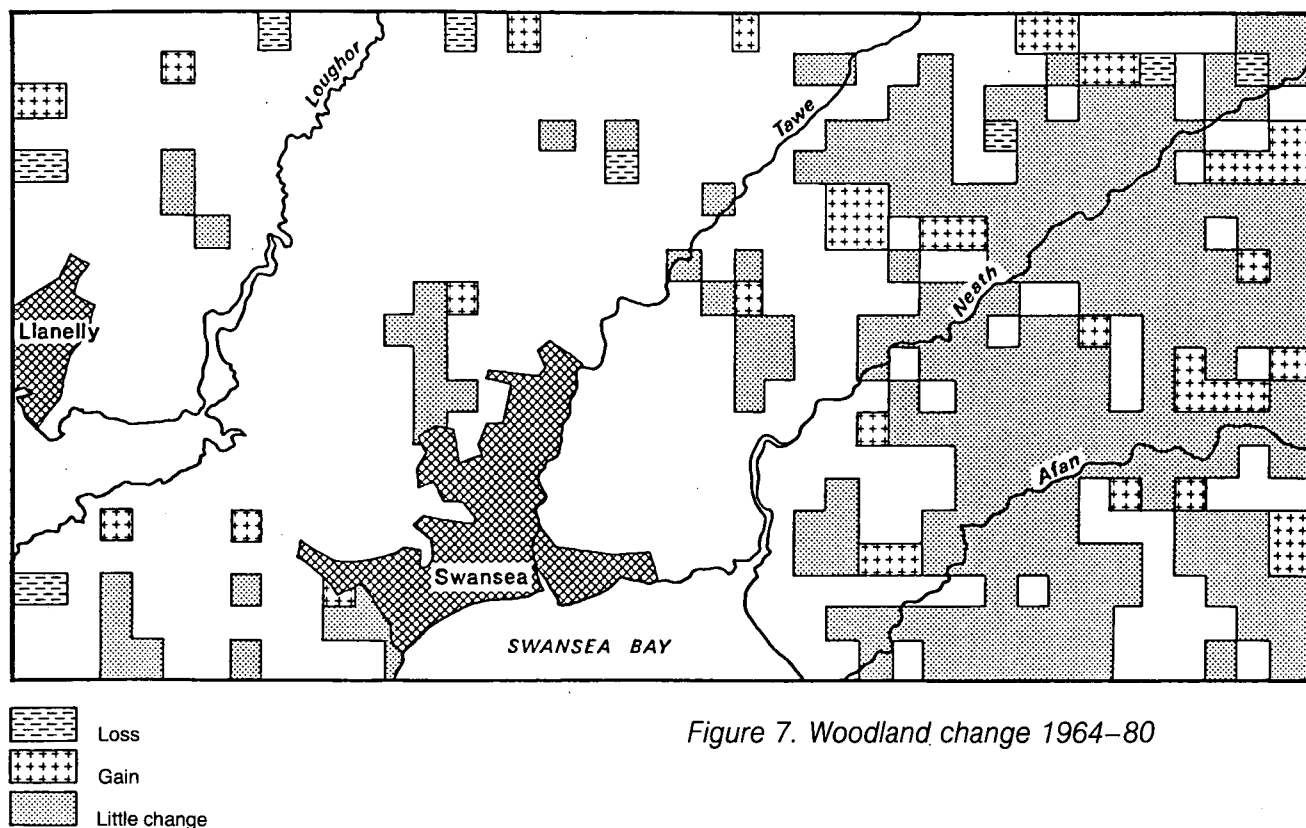 Loughor
Tawe
Neath
Llanelly
Afan
Swansea
SWANSEA BAY
Figure 7. Woodland change 1964–80
Loss
Gain
Little change